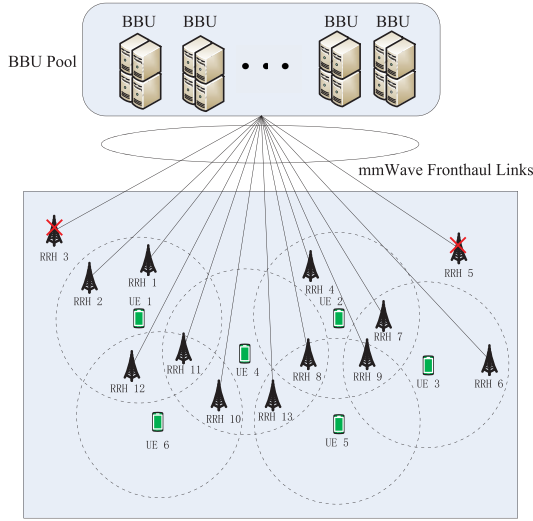 BBU BBU BBU BBU
BBU Pool
mmWave Fronthaul Links
RRH 3
RRH 1
RRH 5
RRH 2
RRH 4
UE 1
UE 2
RRH 7
RRH 11
UE 4
RRH 8
RRH 9
UE 3
RRH 6
RRH 12
RRH 10
RRH 13
UE 6
UE 5